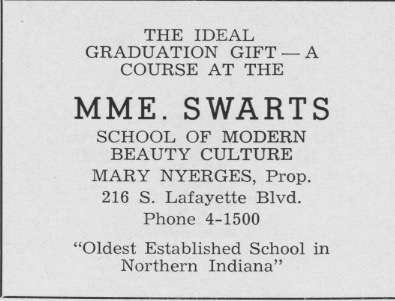 THE IDEAL
GRADUATION GIFT — A
COURSE AT THE
MME. SWARTS
SCHOOL OF MODERN
BEAUTY CULTURE
MARY NYERGES, Prop.
216 S. Lafayette Blvd.
Phone 4-1500
"Oldest Established School in
Northern Indiana"